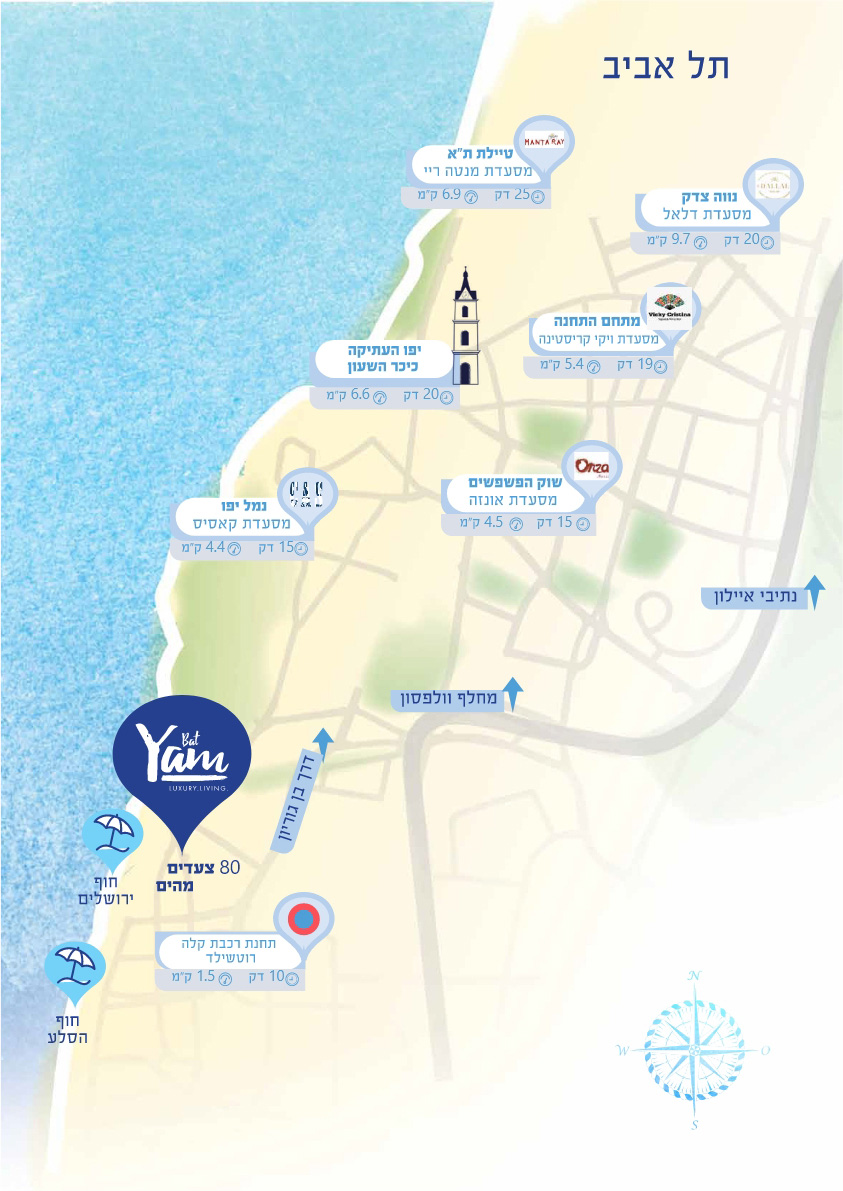 תל אביב
MANTA RAY
טיילת ת"א
מסעדת מנטה ריי
25 דק 6.9 ק"מ
DALLAL
נווה צדק
מסעדת דלאל
20 דק 9.7 ק"מ
Vicky Cristina
מתחם התחנה
מסעדת ויקי קריסטינה
19 דק 5.4 ק"מ
יפו העתיקה
כיכר השעון
20 דק 6.6 ק"מ
Onza
שוק הפשפשים
מסעדת אונזה
15 דק 4.5 ק"מ
נמל יפו
מסעדת קאסיס
15 דק 4.4 ק"מ
נתיבי איילון
מחלף וולפסון
דרך בן גוריון
Bat
Yam
LUXURY.LIVING.
80 צעדים
מהים
חוף
ירושלים
תחנת רכבת קלה
רוטשילד
10 דק 1.5 ק"מ
חוף
הסלע
N
W O
S